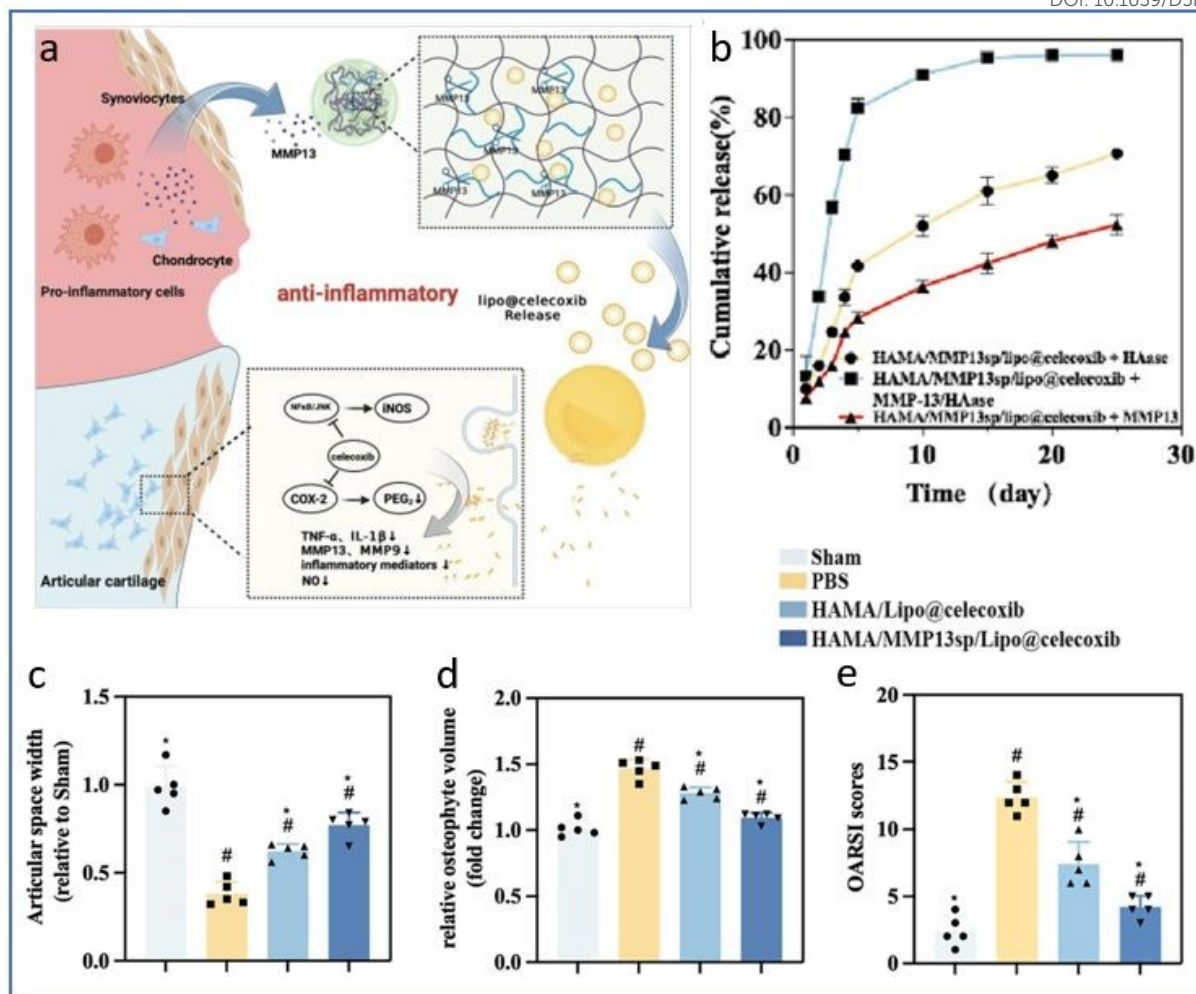 DOI: 10.1039/D5
a
Synoviocytes
MMP13
Chondrocyte
Pro-inflammatory cells
MMP13
MMP13
MMP13
MMP13
MMP13
anti-inflammatory
lipo@celecoxib
Release
NFκB/JNK
iNOS
celecoxib
COX-2
PEG₂↓
TNF-α、IL-1β↓
MMP13、MMP9↓
inflammatory mediators ↓
NO↓
Articular cartilage
b
Cumulative release(%)
100
80
60
40
20
0
HAMA/MMP13sp/lipo@celecoxib + HAase
HAMA/MMP13sp/lipo@celecoxib +
MMP-13/HAase
HAMA/MMP13sp/lipo@celecoxib + MMP13
0 10 20 30
Time (day)
Sham
PBS
HAMA/Lipo@celecoxib
HAMA/MMP13sp/Lipo@celecoxib
c
Articular space width
(relative to Sham)
1.5
1.0
0.5
0.0
*
#
*
#
*
#
d
relative osteophyte volume
(fold change)
2.0
1.5
1.0
0.5
0.0
*
#
*
#
*
#
e
OARSI scores
20
15
10
5
0
*
#
*
#
*
#